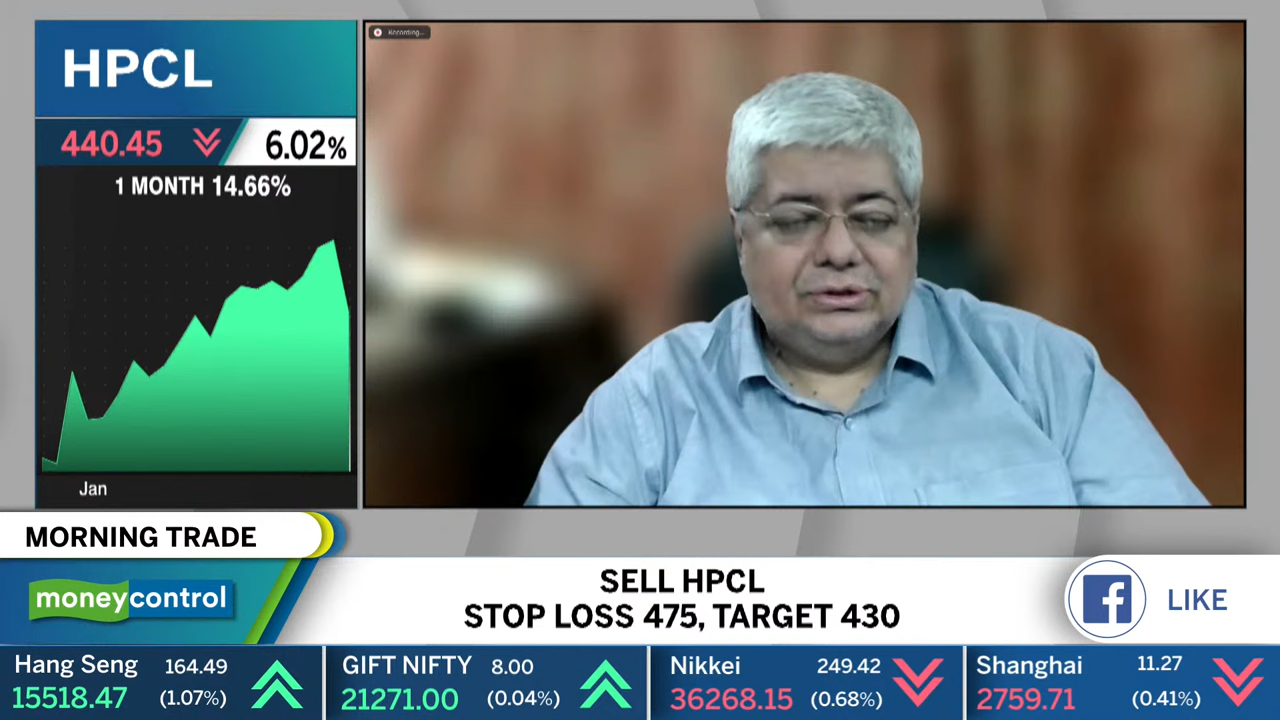 HPCL
440.45 6.02%
1 MONTH 14.66%
Jan
Recording...
MORNING TRADE
moneycontrol
SELL HPCL
STOP LOSS 475, TARGET 430
LIKE
Hang Seng 164.49
15518.47 (1.07%)
GIFT NIFTY 8.00
21271.00 (0.04%)
Nikkei 249.42
36268.15 (0.68%)
Shanghai 11.27
2759.71 (0.41%)